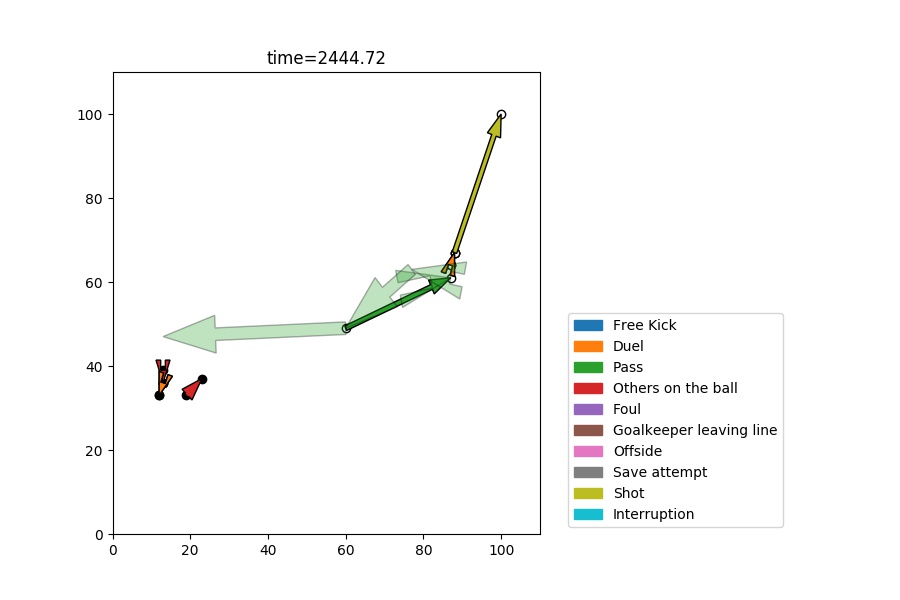 time=2444.72
100
80
60
40
20
0
0 20 40 60 80 100
Free Kick
Duel
Pass
Others on the ball
Foul
Goalkeeper leaving line
Offside
Save attempt
Shot
Interruption